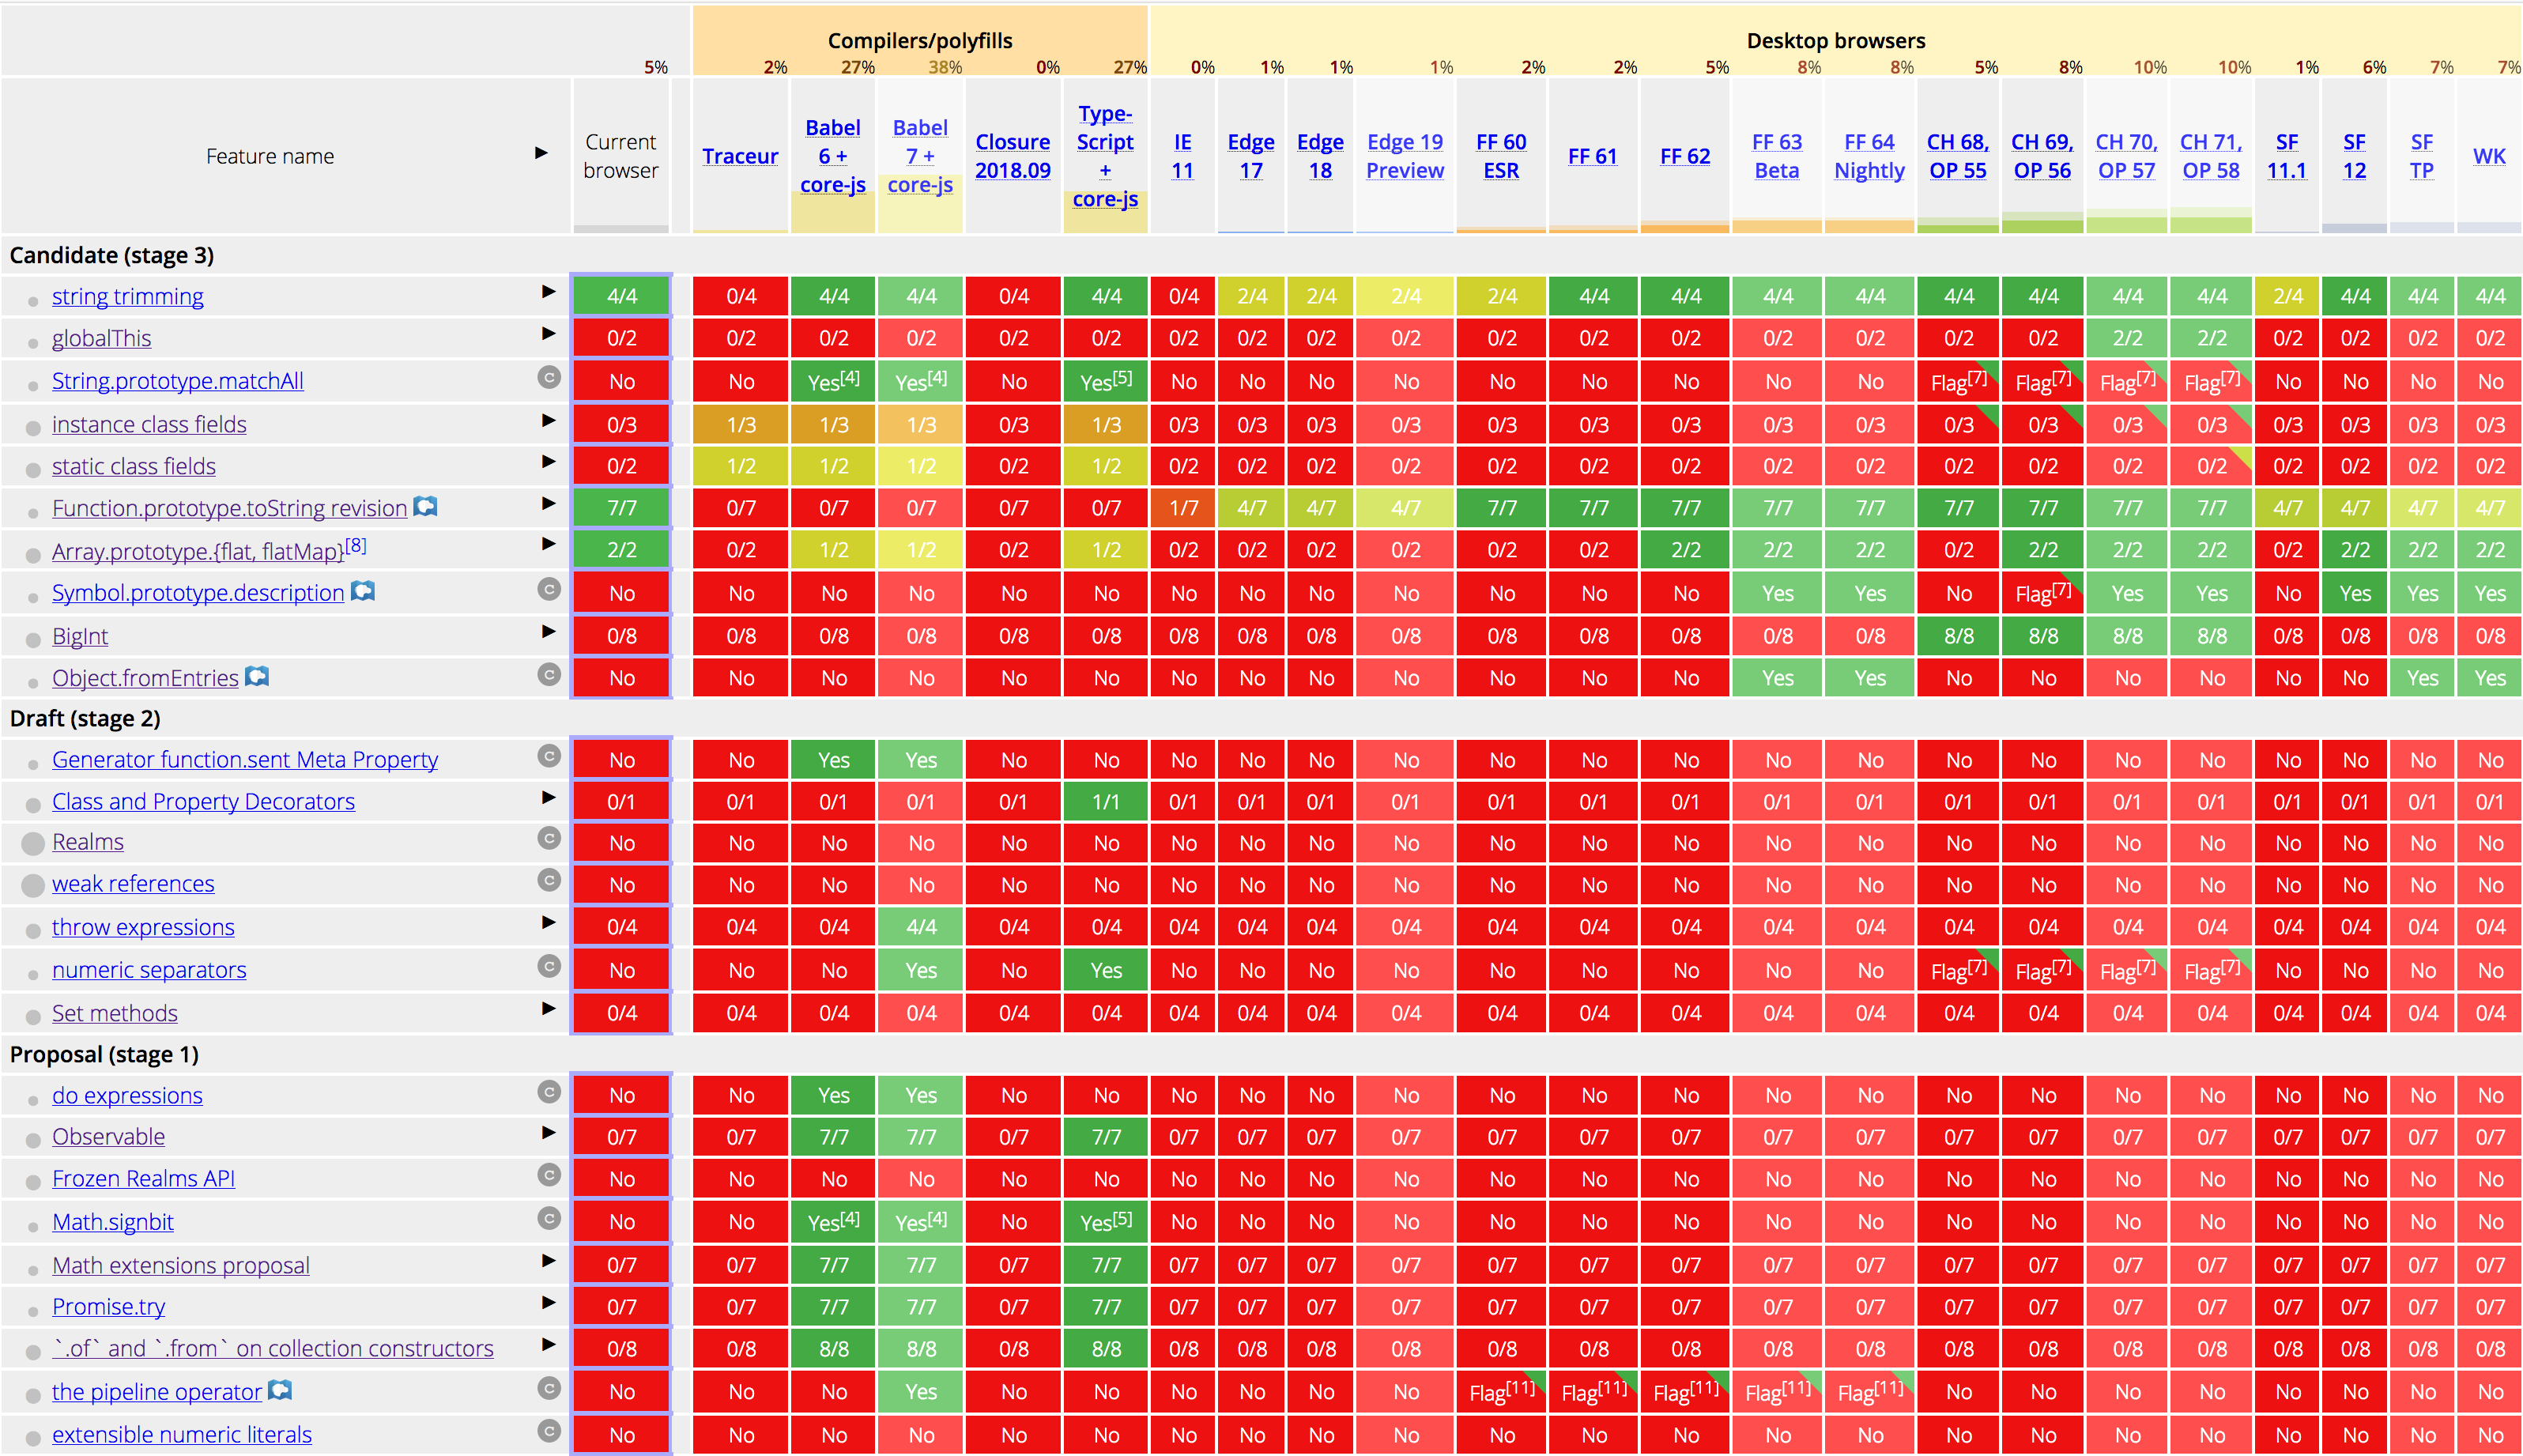 Compilers/polyfills Desktop browsers
5% 2% 27% 38% 0% 27% 0% 1% 1% 1% 2% 2% 5% 8% 8% 5% 8% 10% 10% 1% 6% 7% 7%
Feature name ▶ Current browser Traceur Babel 6 + core-js Babel 7 + core-js Closure 2018.09 Type-Script + core-js IE 11 Edge 17 Edge 18 Edge 19 Preview FF 60 ESR FF 61 FF 62 FF 63 Beta FF 64 Nightly CH 68, OP 55 CH 69, OP 56 CH 70, OP 57 CH 71, OP 58 SF 11.1 SF 12 SF TP WK
Candidate (stage 3)
string trimming ▶ 4/4 0/4 4/4 4/4 0/4 4/4 0/4 2/4 2/4 2/4 2/4 4/4 4/4 4/4 4/4 4/4 4/4 4/4 4/4 2/4 4/4 4/4 4/4
globalThis ▶ 0/2 0/2 0/2 0/2 0/2 0/2 0/2 0/2 0/2 0/2 0/2 0/2 0/2 0/2 0/2 0/2 0/2 2/2 2/2 0/2 0/2 0/2 0/2
String.prototype.matchAll c No No Yes[4] Yes[4] No Yes[5] No No No No No No No No No Flag[7] Flag[7] Flag[7] Flag[7] No No No No
instance class fields ▶ 0/3 1/3 1/3 1/3 0/3 1/3 0/3 0/3 0/3 0/3 0/3 0/3 0/3 0/3 0/3 0/3 0/3 0/3 0/3 0/3 0/3 0/3 0/3
static class fields ▶ 0/2 1/2 1/2 1/2 0/2 1/2 0/2 0/2 0/2 0/2 0/2 0/2 0/2 0/2 0/2 0/2 0/2 0/2 0/2 0/2 0/2 0/2 0/2
Function.prototype.toString revision ▶ 7/7 0/7 0/7 0/7 0/7 0/7 1/7 4/7 4/7 4/7 7/7 7/7 7/7 7/7 7/7 7/7 7/7 7/7 7/7 4/7 4/7 4/7 4/7
Array.prototype.{flat, flatMap}[8] ▶ 2/2 0/2 1/2 1/2 0/2 1/2 0/2 0/2 0/2 0/2 0/2 0/2 2/2 2/2 2/2 0/2 2/2 2/2 2/2 0/2 2/2 2/2 2/2
Symbol.prototype.description c No No No No No No No No No No No No No Yes Yes No Flag[7] Yes Yes No Yes Yes Yes
BigInt ▶ 0/8 0/8 0/8 0/8 0/8 0/8 0/8 0/8 0/8 0/8 0/8 0/8 0/8 0/8 0/8 8/8 8/8 8/8 8/8 0/8 0/8 0/8 0/8
Object.fromEntries c No No No No No No No No No No No No No Yes Yes No No No No No No Yes Yes
Draft (stage 2)
Generator function.sent Meta Property c No No Yes Yes No No No No No No No No No No No No No No No No No No No
Class and Property Decorators ▶ 0/1 0/1 0/1 0/1 0/1 1/1 0/1 0/1 0/1 0/1 0/1 0/1 0/1 0/1 0/1 0/1 0/1 0/1 0/1 0/1 0/1 0/1 0/1
Realms c No No No No No No No No No No No No No No No No No No No No No No No
weak references c No No No No No No No No No No No No No No No No No No No No No No No
throw expressions ▶ 0/4 0/4 0/4 4/4 0/4 0/4 0/4 0/4 0/4 0/4 0/4 0/4 0/4 0/4 0/4 0/4 0/4 0/4 0/4 0/4 0/4 0/4 0/4
numeric separators c No No No Yes No Yes No No No No No No No No No Flag[7] Flag[7] Flag[7] Flag[7] No No No No
Set methods ▶ 0/4 0/4 0/4 0/4 0/4 0/4 0/4 0/4 0/4 0/4 0/4 0/4 0/4 0/4 0/4 0/4 0/4 0/4 0/4 0/4 0/4 0/4 0/4
Proposal (stage 1)
do expressions c No No Yes Yes No No No No No No No No No No No No No No No No No No No
Observable ▶ 0/7 0/7 7/7 7/7 0/7 7/7 0/7 0/7 0/7 0/7 0/7 0/7 0/7 0/7 0/7 0/7 0/7 0/7 0/7 0/7 0/7 0/7 0/7
Frozen Realms API c No No No No No No No No No No No No No No No No No No No No No No No
Math.signbit c No No Yes[4] Yes[4] No Yes[5] No No No No No No No No No No No No No No No No No
Math extensions proposal ▶ 0/7 0/7 7/7 7/7 0/7 7/7 0/7 0/7 0/7 0/7 0/7 0/7 0/7 0/7 0/7 0/7 0/7 0/7 0/7 0/7 0/7 0/7 0/7
Promise.try ▶ 0/7 0/7 7/7 7/7 0/7 7/7 0/7 0/7 0/7 0/7 0/7 0/7 0/7 0/7 0/7 0/7 0/7 0/7 0/7 0/7 0/7 0/7 0/7
`.of` and `.from` on collection constructors ▶ 0/8 0/8 8/8 8/8 0/8 8/8 0/8 0/8 0/8 0/8 0/8 0/8 0/8 0/8 0/8 0/8 0/8 0/8 0/8 0/8 0/8 0/8 0/8
the pipeline operator c No No No Yes No No No No No No Flag[11] Flag[11] Flag[11] Flag[11] Flag[11] No No No No No No No No
extensible numeric literals c No No No No No No No No No No No No No No No No No No No No No No No